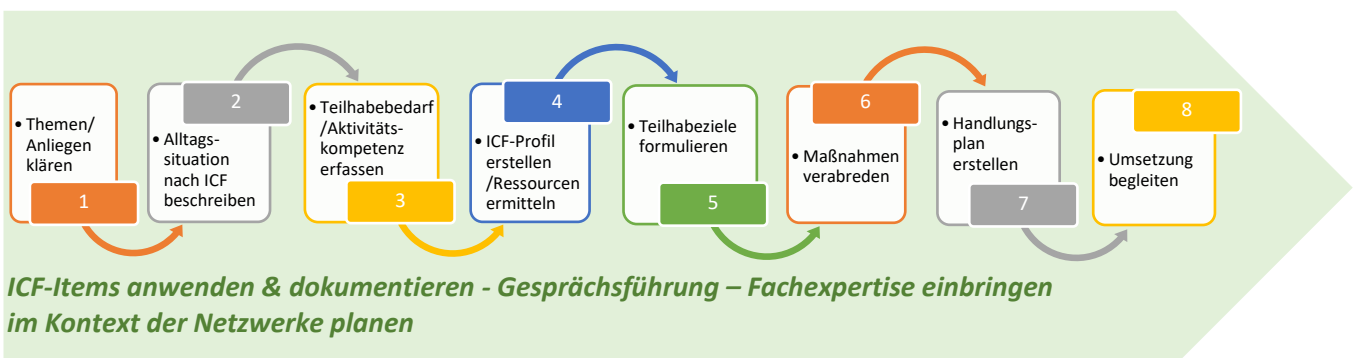 1
• Themen/
Anliegen
klären
2
• Alltags-
situation
nach ICF
beschreiben
3
• Teilhabebedarf
/Aktivitäts-
kompetenz
erfassen
4
• ICF-Profil
erstellen
/Ressourcen
ermitteln
5
• Teilhabeziele
formulieren
6
• Maßnahmen
verabreden
7
• Handlungs-
plan
erstellen
8
• Umsetzung
begleiten
ICF-Items anwenden & dokumentieren - Gesprächsführung – Fachexpertise einbringen
im Kontext der Netzwerke planen